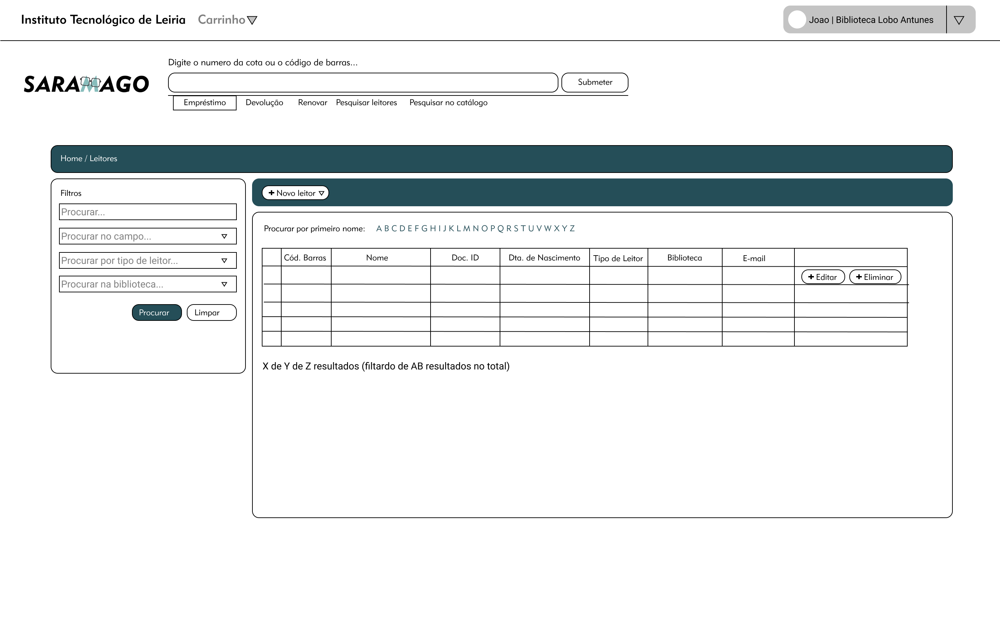 Instituto Tecnológico de Leiria Carrinho
Joao | Biblioteca Lobo Antunes
Digite o numero da cota ou o código de barras...
SARAMAGO
Submeter
Empréstimo Devolução Renovar Pesquisar leitores Pesquisar no catálogo
Home / Leitores
Filtros
Procurar...
Procurar no campo...
Procurar por tipo de leitor...
Procurar na biblioteca...
Procurar Limpar
+ Novo leitor
Procurar por primeiro nome: A B C D E F G H I J K L M N O P Q R S T U V W X Y Z
Cód. Barras Nome Doc. ID Dta. de Nascimento Tipo de Leitor Biblioteca E-mail
+ Editar + Eliminar
X de Y de Z resultados (filtardo de AB resultados no total)